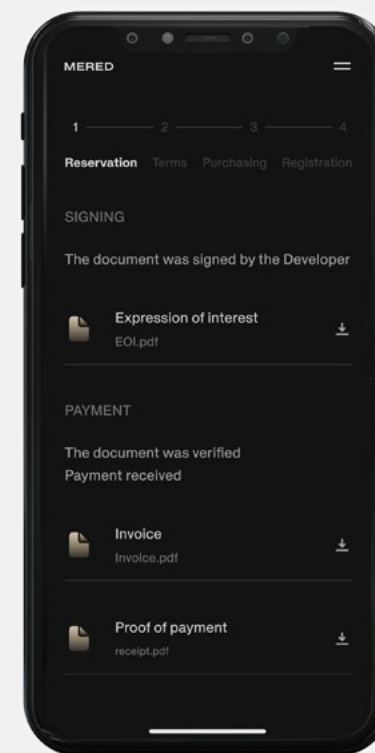 MERED
1 2 3 4
Reservation Terms Purchasing Registration
SIGNING
The document was signed by the Developer
Expression of interest
EOI.pdf
PAYMENT
The document was verified
Payment received
Invoice
Invoice.pdf
Proof of payment
receipt.pdf